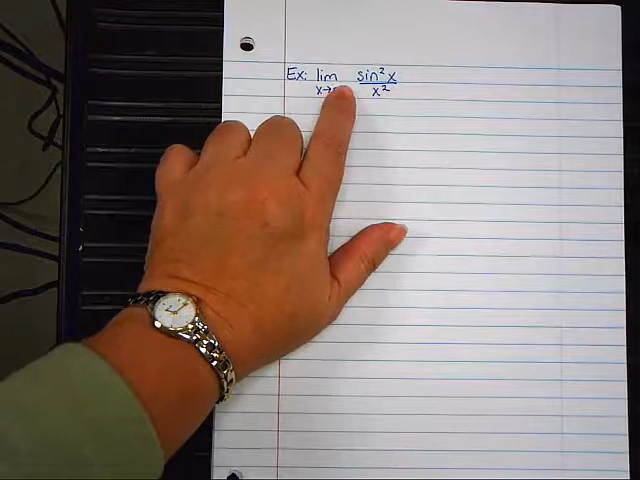 Ex: lim sin²x
x→ x²